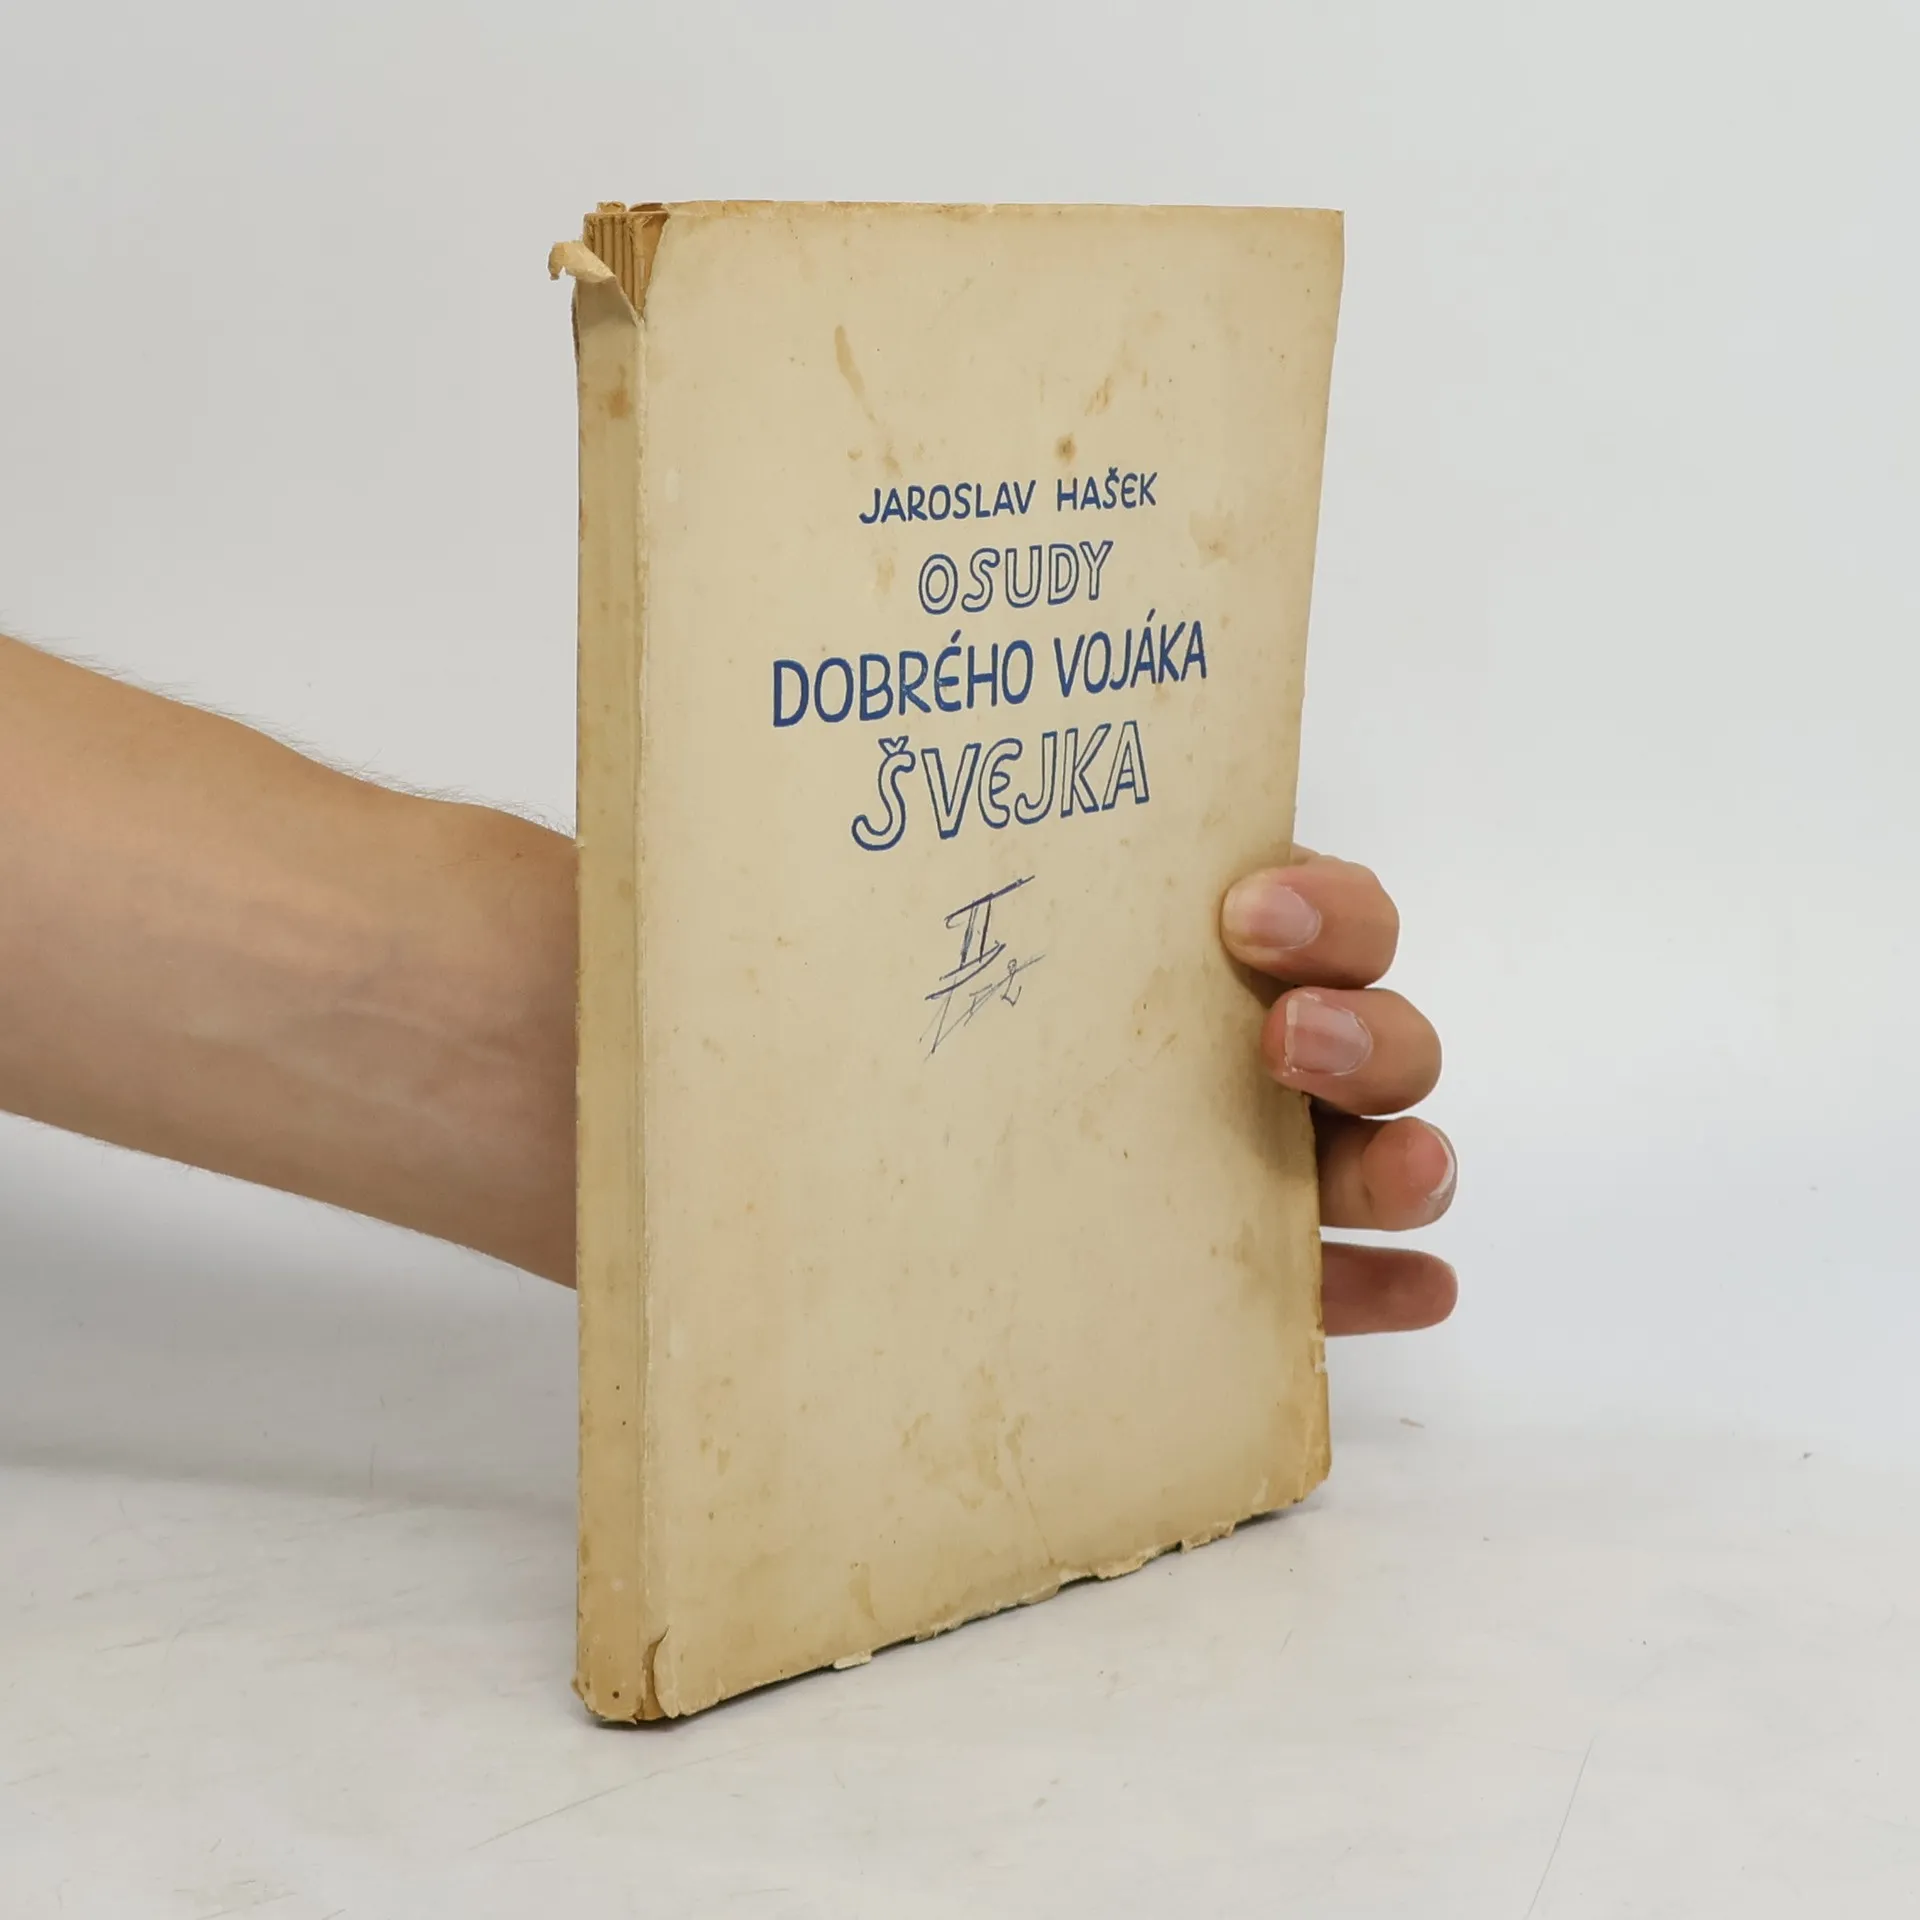 JAROSLAV HAŠEK
OSUDY
DOBRÉHO VOJÁKA
ŠVEJKA
II